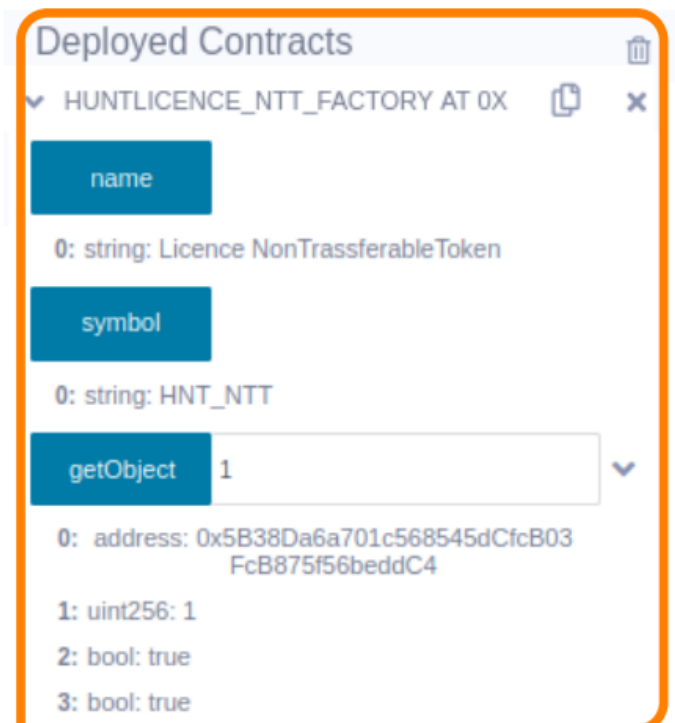 Deployed Contracts
HUNTLICENCE_NTT_FACTORY AT 0X
name
0: string: Licence NonTrassferableToken
symbol
0: string: HNT_NTT
getObject 1
0: address: 0x5B38Da6a701c568545dCfcB03
FcB875f56beddC4
1: uint256: 1
2: bool: true
3: bool: true